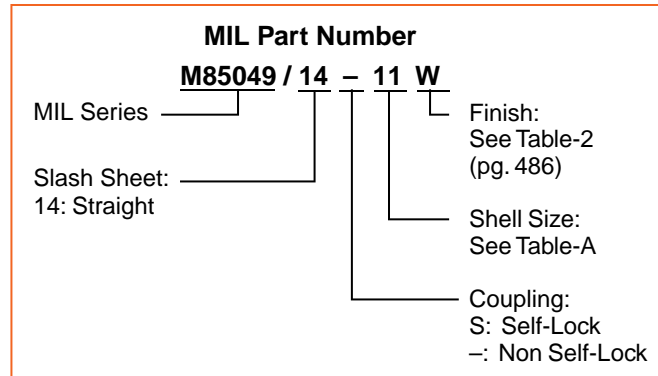 MIL Part Number
M85049 / 14 – 11 W
MIL Series
Finish:
See Table-2
(pg. 486)
Slash Sheet:
14: Straight
Shell Size:
See Table-A
Coupling:
S: Self-Lock
–: Non Self-Lock